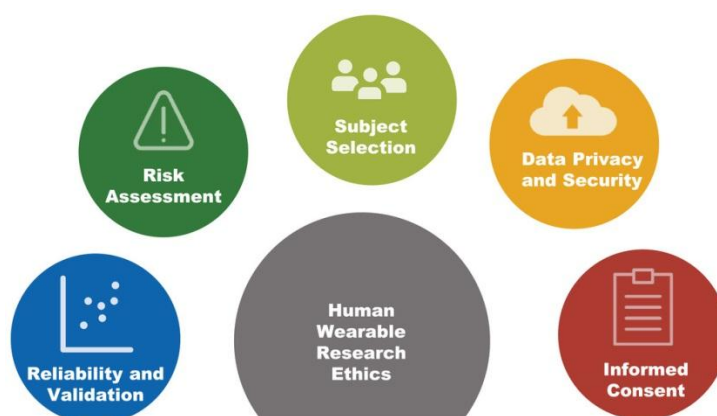 Subject
Selection
Risk
Assessment
Data Privacy
and Security
Human
Wearable
Research
Ethics
Reliability and
Validation
Informed
Consent